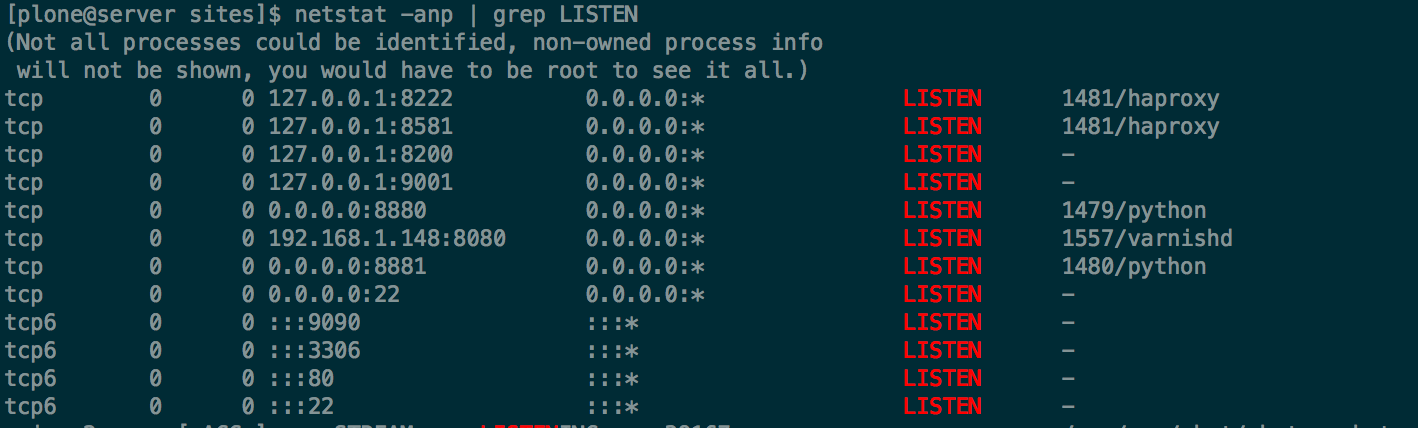 [plone@server sites]$ netstat -anp | grep LISTEN
(Not all processes could be identified, non-owned process info
 will not be shown, you would have to be root to see it all.)
tcp        0      0 127.0.0.1:8222          0.0.0.0:*               LISTEN      1481/haproxy
tcp        0      0 127.0.0.1:8581          0.0.0.0:*               LISTEN      1481/haproxy
tcp        0      0 127.0.0.1:8200          0.0.0.0:*               LISTEN      -
tcp        0      0 127.0.0.1:9001          0.0.0.0:*               LISTEN      -
tcp        0      0 0.0.0.0:8880            0.0.0.0:*               LISTEN      1479/python
tcp        0      0 192.168.1.148:8080      0.0.0.0:*               LISTEN      1557/varnishd
tcp        0      0 0.0.0.0:8881            0.0.0.0:*               LISTEN      1480/python
tcp        0      0 0.0.0.0:22              0.0.0.0:*               LISTEN      -
tcp6       0      0 :::9090                 :::*                    LISTEN      -
tcp6       0      0 :::3306                 :::*                    LISTEN      -
tcp6       0      0 :::80                   :::*                    LISTEN      -
tcp6       0      0 :::22                   :::*                    LISTEN      -